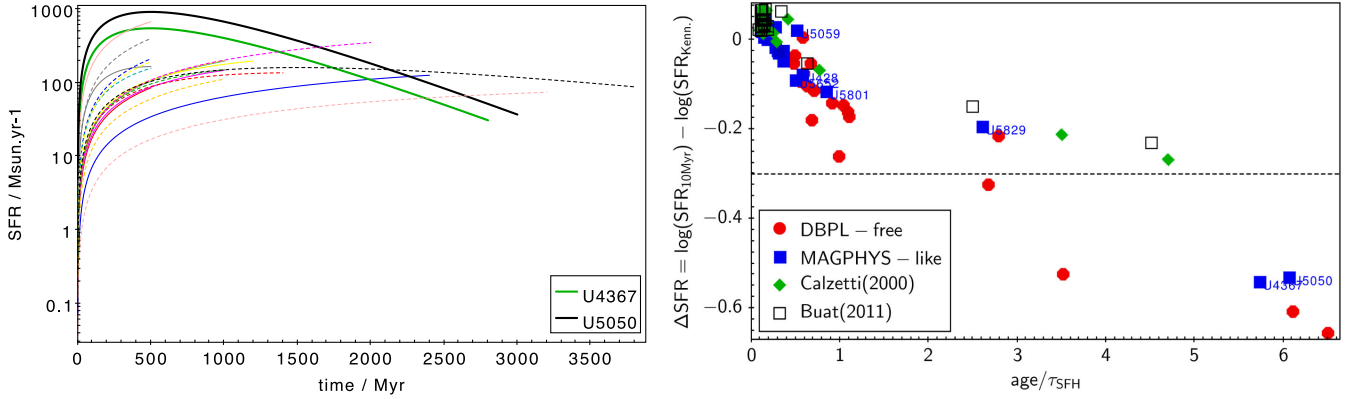 SFR / Msun.yr-1
1000
100
10
1
0.1
0 500 1000 1500 2000 2500 3000 3500
time / Myr
U4367
U5050
ΔSFR = log(SFR10Myr) − log(SFRKenn.)
0
−0.2
−0.4
−0.6
0 1 2 3 4 5 6
age/τSFH
U5059
U428
U5801
U5829
U4367
U5050
DBPL − free
MAGPHYS − like
Calzetti(2000)
Buat(2011)